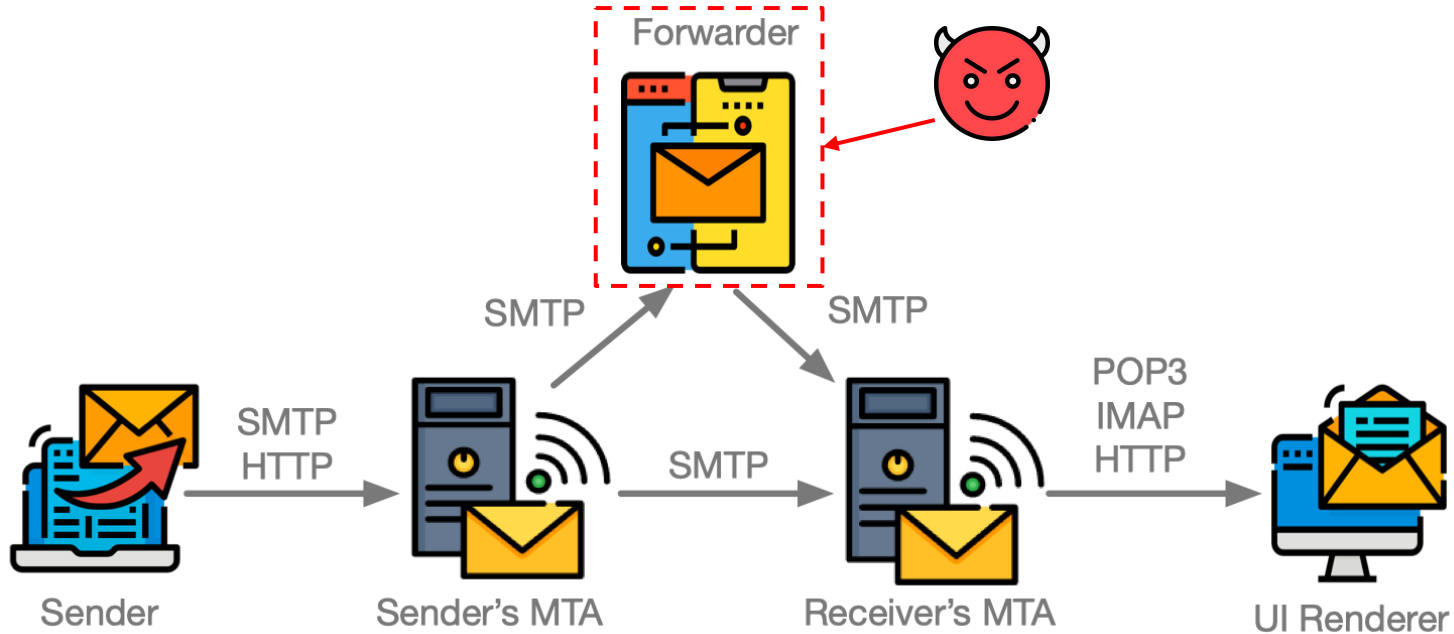 Forwarder
SMTP
SMTP
SMTP
HTTP
SMTP
POP3
IMAP
HTTP
Sender
Sender's MTA
Receiver's MTA
UI Renderer